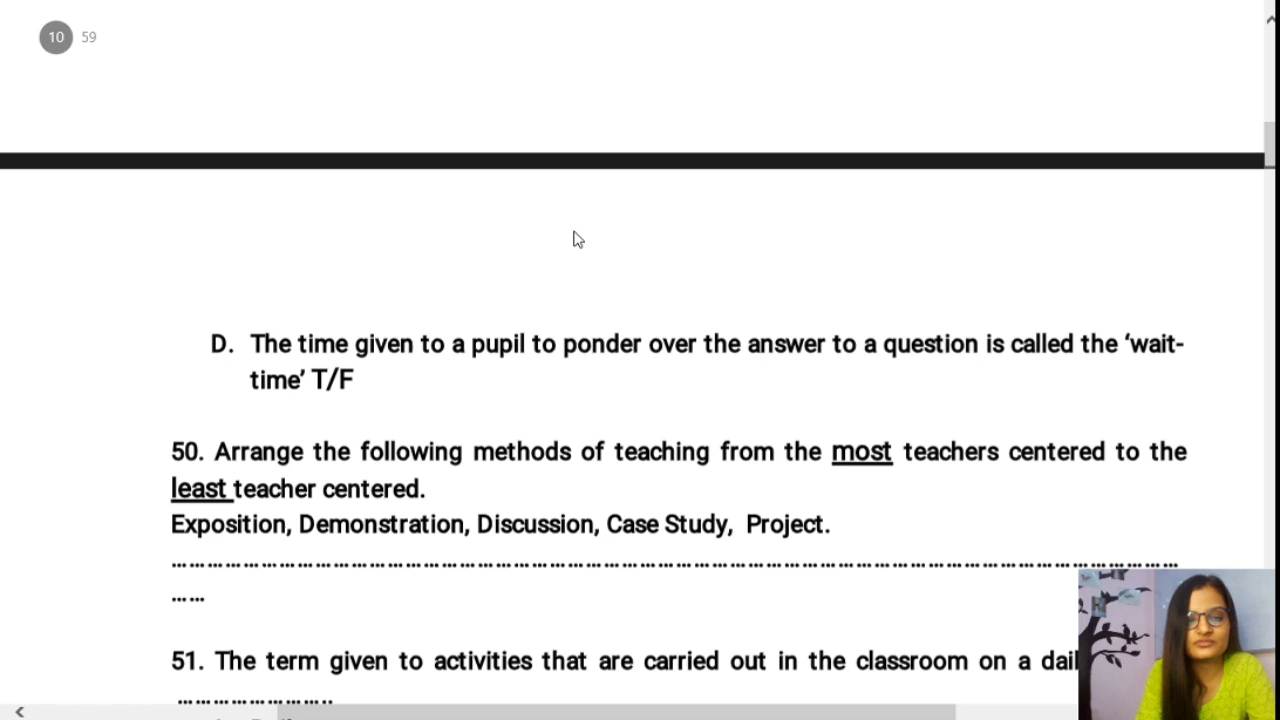 10 59
D. The time given to a pupil to ponder over the answer to a question is called the ‘wait-
time’ T/F
50. Arrange the following methods of teaching from the most teachers centered to the
least teacher centered.
Exposition, Demonstration, Discussion, Case Study, Project.
…………………………………………………………………………………………………………………………………………………………………
……
51. The term given to activities that are carried out in the classroom on a
………………………..